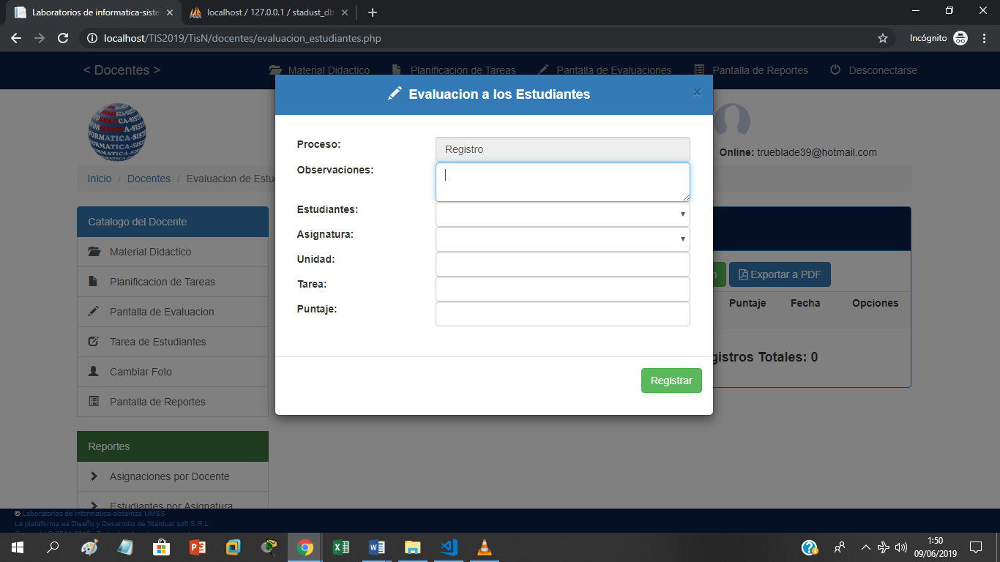 Laboratorios de informatica-siste
localhost / 127.0.0.1 / stadust_db
localhost/TIS2019/TisN/docentes/evaluacion_estudiantes.php
Incógnito
< Docentes >
Material Didactico
Planificacion de Tareas
Pantalla de Evaluaciones
Pantalla de Reportes
Desconectarse
Evaluacion a los Estudiantes
×
Online: trueblade39@hotmail.com
Inicio / Docentes / Evaluacion de Estu
Proceso:
Registro
Observaciones:
Estudiantes:
Asignatura:
Unidad:
Tarea:
Puntaje:
Registrar
Catalogo del Docente
Material Didactico
Planificacion de Tareas
Pantalla de Evaluacion
Tarea de Estudiantes
Cambiar Foto
Pantalla de Reportes
Exportar a PDF
Puntaje
Fecha
Opciones
gistros Totales: 0
Reportes
Asignaciones por Docente
Estudiantes por Asignatura
© Laboratorios de informatica-sistemas UMSS
La plataforma es Diseño y Desarrollo de Stardust soft S.R.L
1:50
09/06/2019